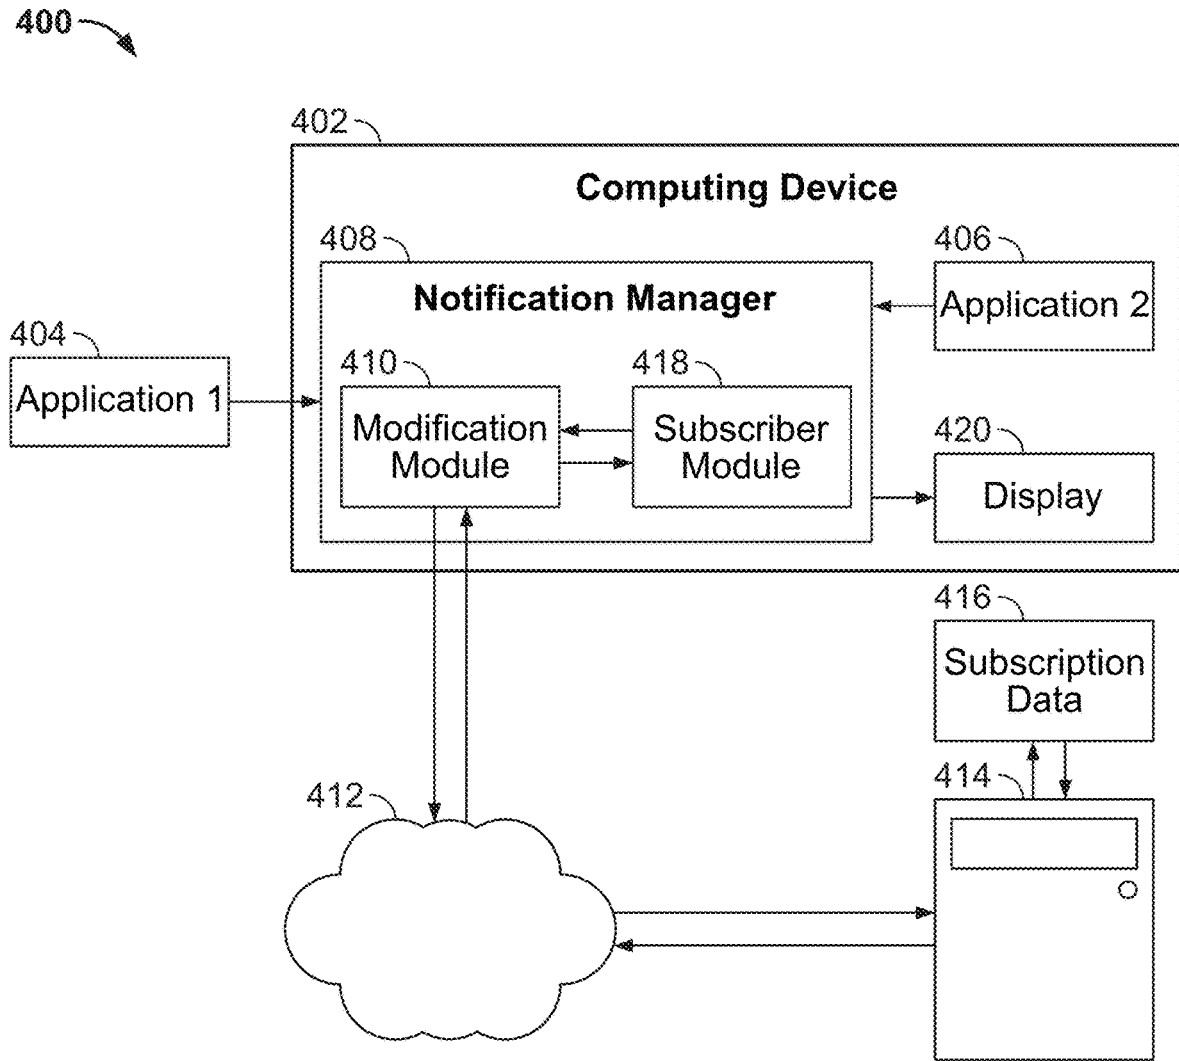 400
402
Computing Device
408
Notification Manager
406
Application 2
404
Application 1
410
Modification
Module
418
Subscriber
Module
420
Display
416
Subscription
Data
414
412